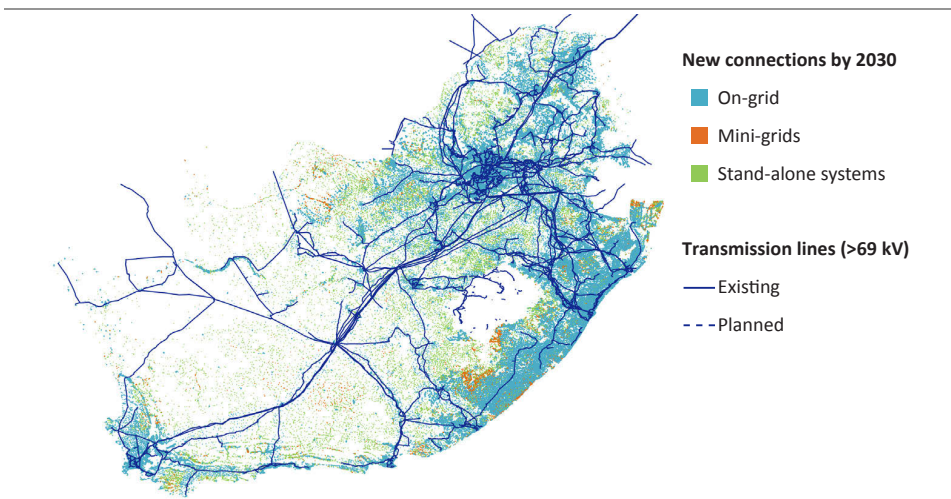 New connections by 2030
On-grid
Mini-grids
Stand-alone systems
Transmission lines (>69 kV)
Existing
Planned